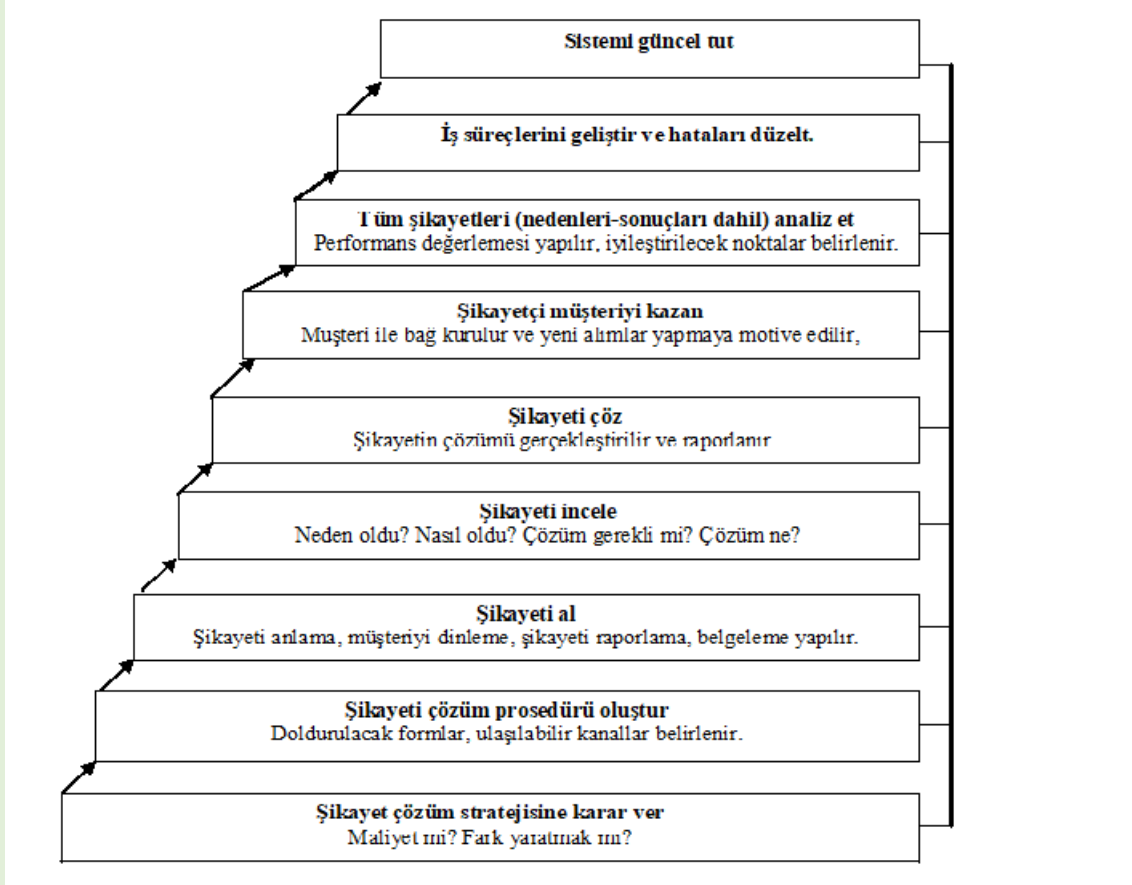 Sistemi güncel tut
İş süreçlerini geliştir ve hataları düzelt.
Tüm şikayetleri (nedenleri-sonuçları dahil) analiz et
Performans değerlemesi yapılır, iyileştirilecek noktalar belirlenir.
Şikayetçi müşteriyi kazan
Muşteri ile bağ kurulur ve yeni alımlar yapmaya motive edilir,
Şikayeti çöz
Şikayetin çözümü gerçekleştirilir ve raporlanır
Şikayeti incele
Neden oldu? Nasıl oldu? Çözüm gerekli mi? Çözüm ne?
Şikayeti al
Şikayeti anlama, müşteriyi dinleme, şikayeti raporlama, belgeleme yapılır.
Şikayeti çözüm prosedürü oluştur
Doldurulacak formlar, ulaşılabilir kanallar belirlenir.
Şikayet çözüm stratejisine karar ver
Maliyet mi? Fark yaratmak mı?